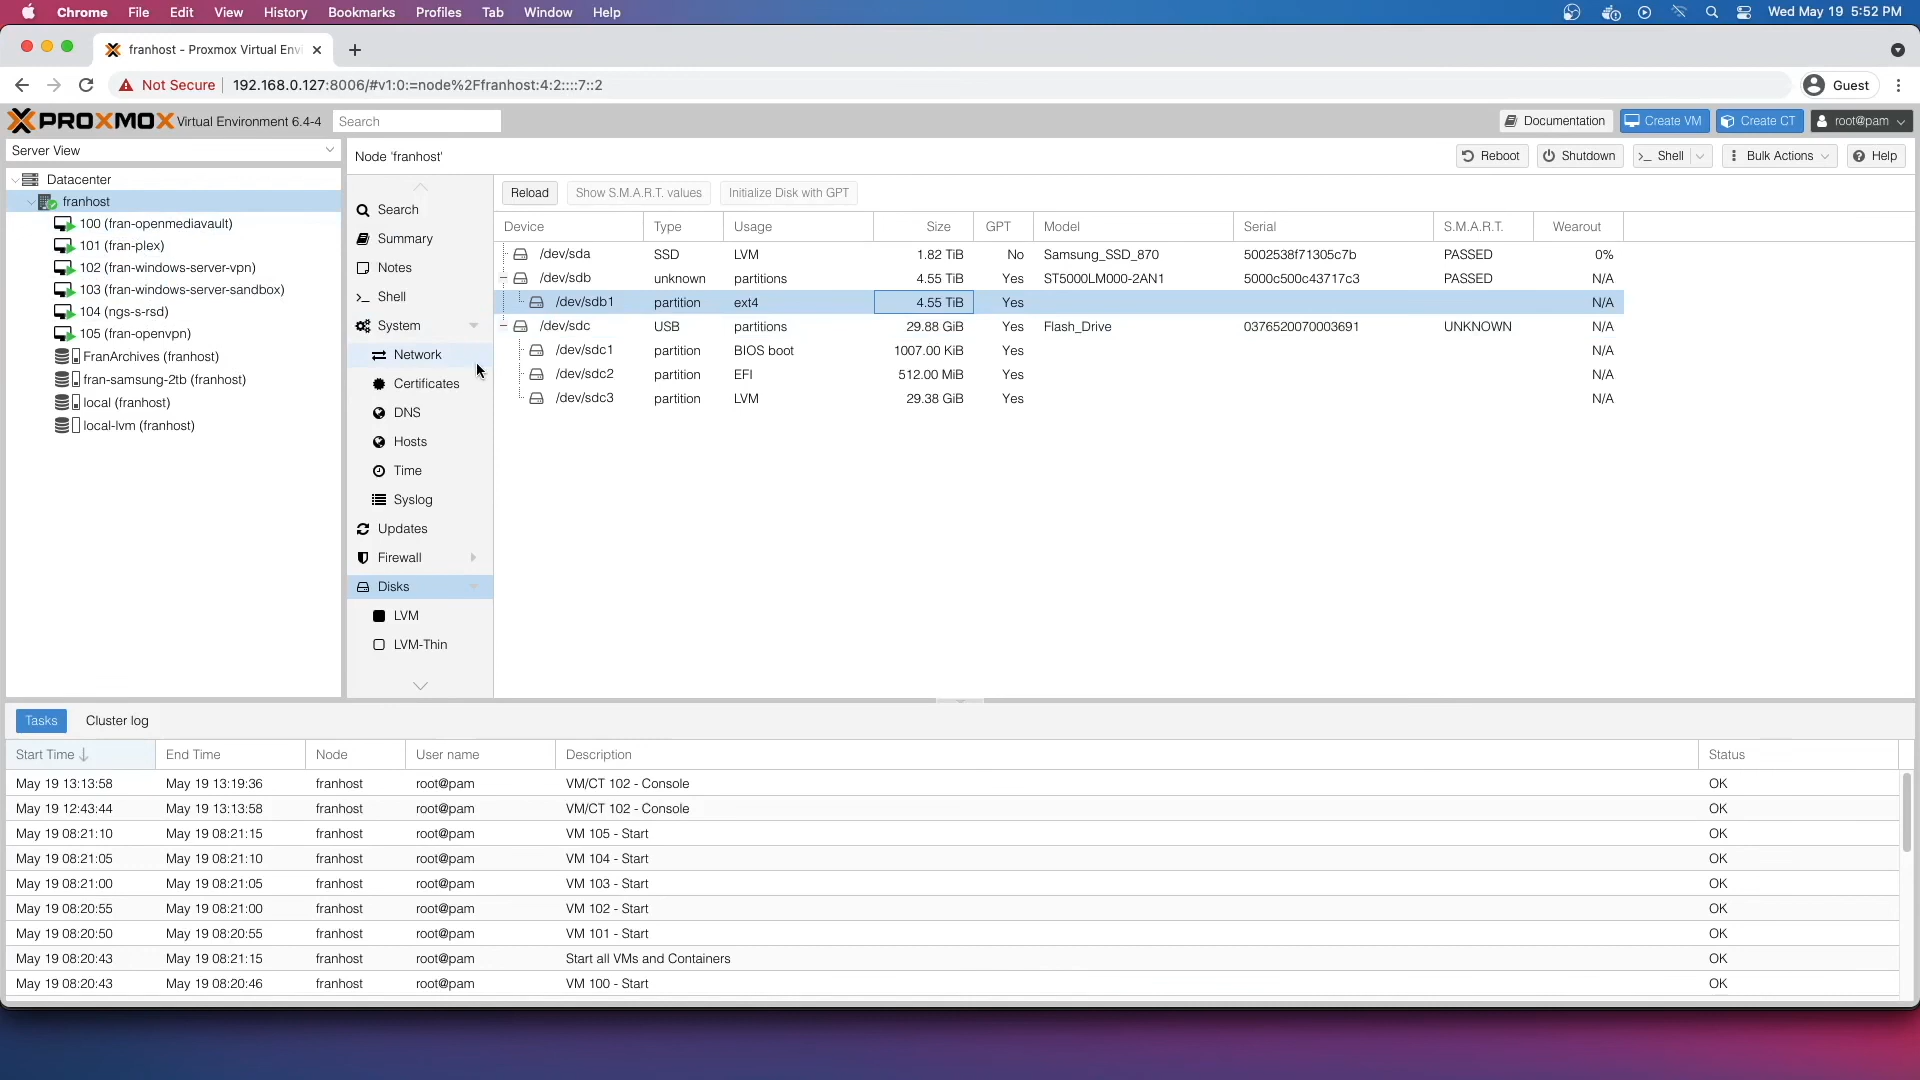 Chrome File Edit View History Bookmarks Profiles Tab Window Help Wed May 19 5:52 PM
franhost - Proxmox Virtual Envi
Not Secure 192.168.0.127:8006/#v1:0:=node%2Ffranhost:4:2::::7::2 Guest
PROXMOX Virtual Environment 6.4-4 Search Documentation Create VM Create CT root@pam
Server View
Node 'franhost' Reboot Shutdown Shell Bulk Actions Help
Datacenter
franhost
100 (fran-openmediavault)
101 (fran-plex)
102 (fran-windows-server-vpn)
103 (fran-windows-server-sandbox)
104 (ngs-s-rsd)
105 (fran-openvpn)
FranArchives (franhost)
fran-samsung-2tb (franhost)
local (franhost)
local-lvm (franhost)
Search
Summary
Notes
Shell
System
Network
Certificates
DNS
Hosts
Time
Syslog
Updates
Firewall
Disks
LVM
LVM-Thin
Reload Show S.M.A.R.T. values Initialize Disk with GPT
Device Type Usage Size GPT Model Serial S.M.A.R.T. Wearout
/dev/sda SSD LVM 1.82 TiB No Samsung_SSD_870 5002538f71305c7b PASSED 0%
/dev/sdb unknown partitions 4.55 TiB Yes ST5000LM000-2AN1 5000c500c43717c3 PASSED N/A
/dev/sdb1 partition ext4 4.55 TiB Yes N/A
/dev/sdc USB partitions 29.88 GiB Yes Flash_Drive 0376520070003691 UNKNOWN N/A
/dev/sdc1 partition BIOS boot 1007.00 KiB Yes N/A
/dev/sdc2 partition EFI 512.00 MiB Yes N/A
/dev/sdc3 partition LVM 29.38 GiB Yes N/A
Tasks Cluster log
Start Time End Time Node User name Description Status
May 19 13:13:58 May 19 13:19:36 franhost root@pam VM/CT 102 - Console OK
May 19 12:43:44 May 19 13:13:58 franhost root@pam VM/CT 102 - Console OK
May 19 08:21:10 May 19 08:21:15 franhost root@pam VM 105 - Start OK
May 19 08:21:05 May 19 08:21:10 franhost root@pam VM 104 - Start OK
May 19 08:21:00 May 19 08:21:05 franhost root@pam VM 103 - Start OK
May 19 08:20:55 May 19 08:21:00 franhost root@pam VM 102 - Start OK
May 19 08:20:50 May 19 08:20:55 franhost root@pam VM 101 - Start OK
May 19 08:20:43 May 19 08:21:15 franhost root@pam Start all VMs and Containers OK
May 19 08:20:43 May 19 08:20:46 franhost root@pam VM 100 - Start OK